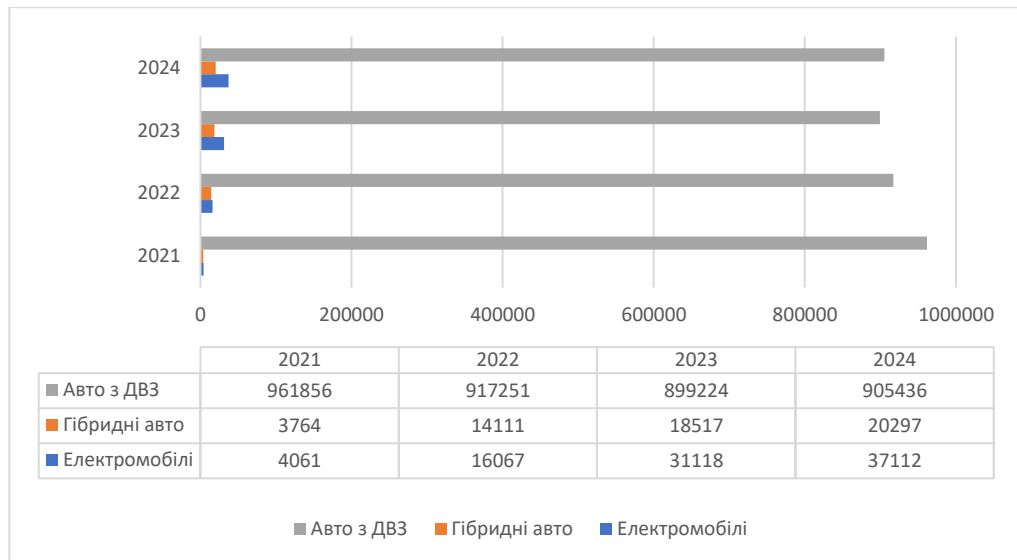 2024
2023
2022
2021
0 200000 400000 600000 800000 1000000
2021 2022 2023 2024
Авто з ДВЗ 961856 917251 899224 905436
Гібридні авто 3764 14111 18517 20297
Електромобілі 4061 16067 31118 37112
Авто з ДВЗ Гібридні авто Електромобілі